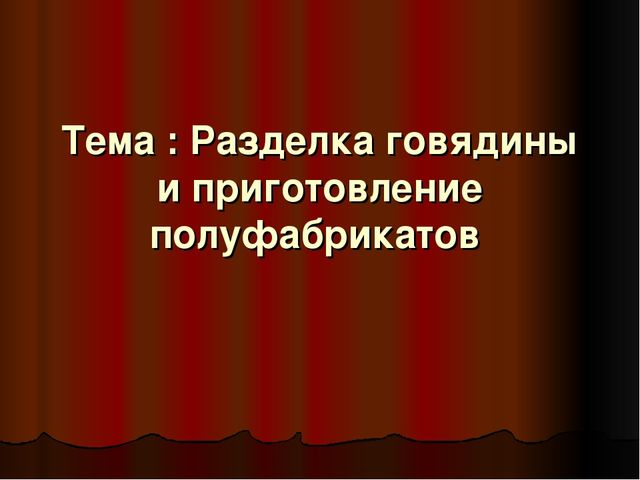 Тема : Разделка говядины
и приготовление
полуфабрикатов